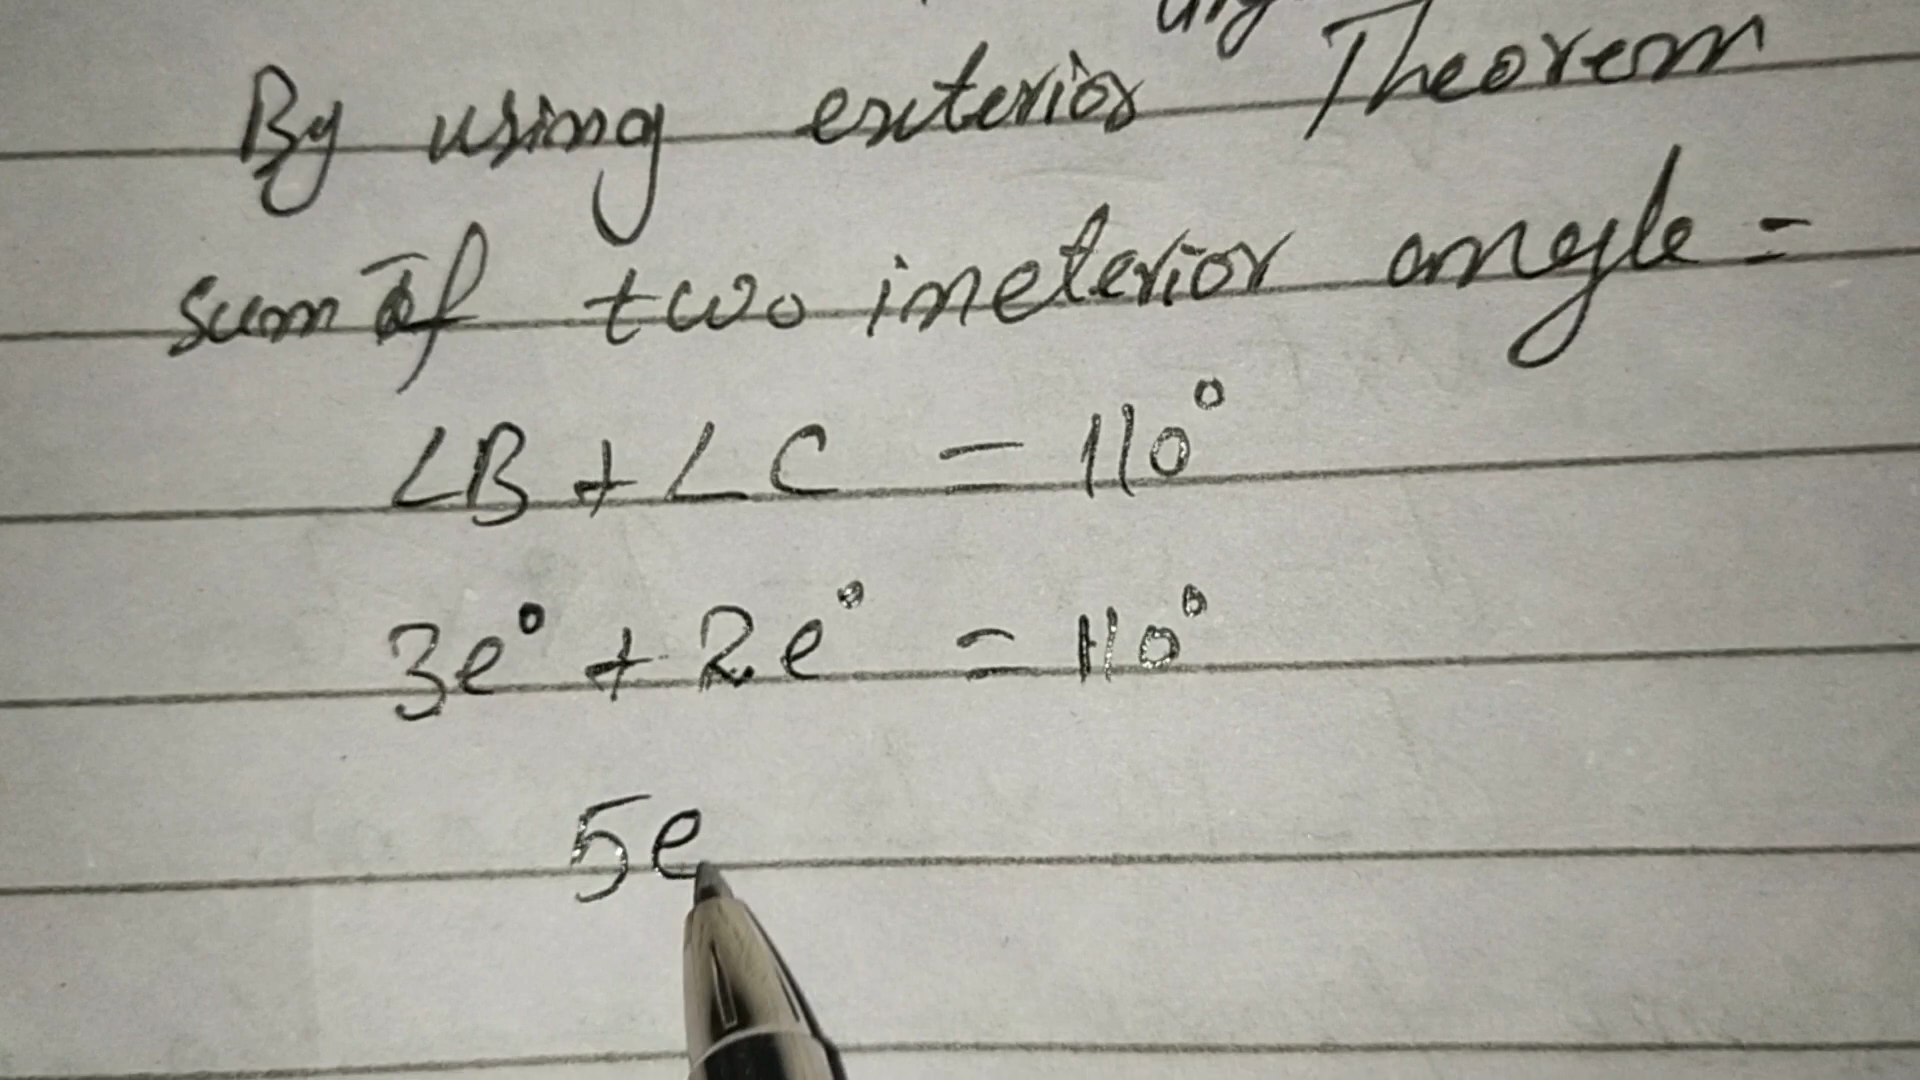 By using exterior Theorem
sum of two ineterior angle =
∠B + ∠C = 110°
3e° + 2e° = 110°
5e